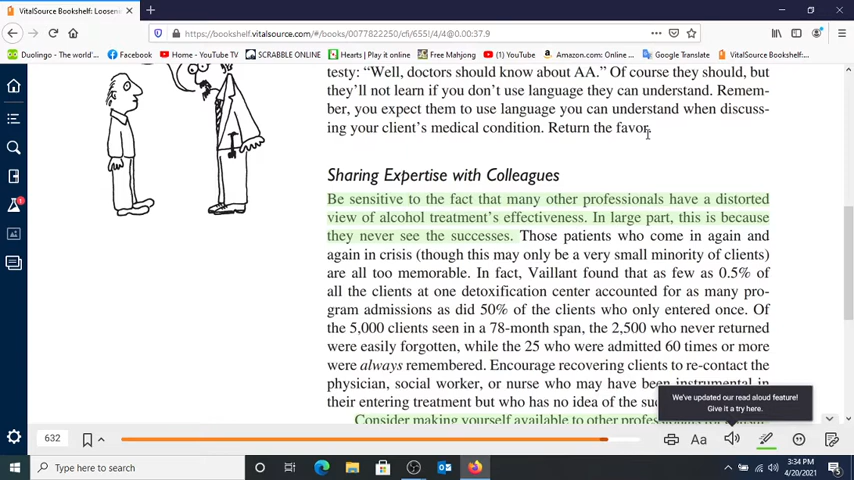 VitalSource Bookshelf: Loosen
https://bookshelf.vitalsource.com/#/books/0077822250/cfi/655!/4/4@0.00:37.9
Duolingo - The world'...
Facebook
Home - YouTube TV
SCRABBLE ONLINE
Hearts | Play it online
Free Mahjong
(1) YouTube
Amazon.com: Online...
Google Translate
VitalSource Bookshelf...
testy: “Well, doctors should know about AA.” Of course they should, but
they’ll not learn if you don’t use language they can understand. Remem-
ber, you expect them to use language you can understand when discuss-
ing your client’s medical condition. Return the favor.
Sharing Expertise with Colleagues
Be sensitive to the fact that many other professionals have a distorted
view of alcohol treatment’s effectiveness. In large part, this is because
they never see the successes. Those patients who come in again and
again in crisis (though this may only be a very small minority of clients)
are all too memorable. In fact, Vaillant found that as few as 0.5% of
all the clients at one detoxification center accounted for as many pro-
gram admissions as did 50% of the clients who only entered once. Of
the 5,000 clients seen in a 78-month span, the 2,500 who never returned
were easily forgotten, while the 25 who were admitted 60 times or more
were always remembered. Encourage recovering clients to re-contact the
physician, social worker, or nurse who may have been instrumental in
their entering treatment but who has no idea of the
Consider making yourself available to other professionals for
We've updated our read aloud feature!
Give it a try here.
1
632
Aa
Type here to search
3:34 PM
4/20/2021
5